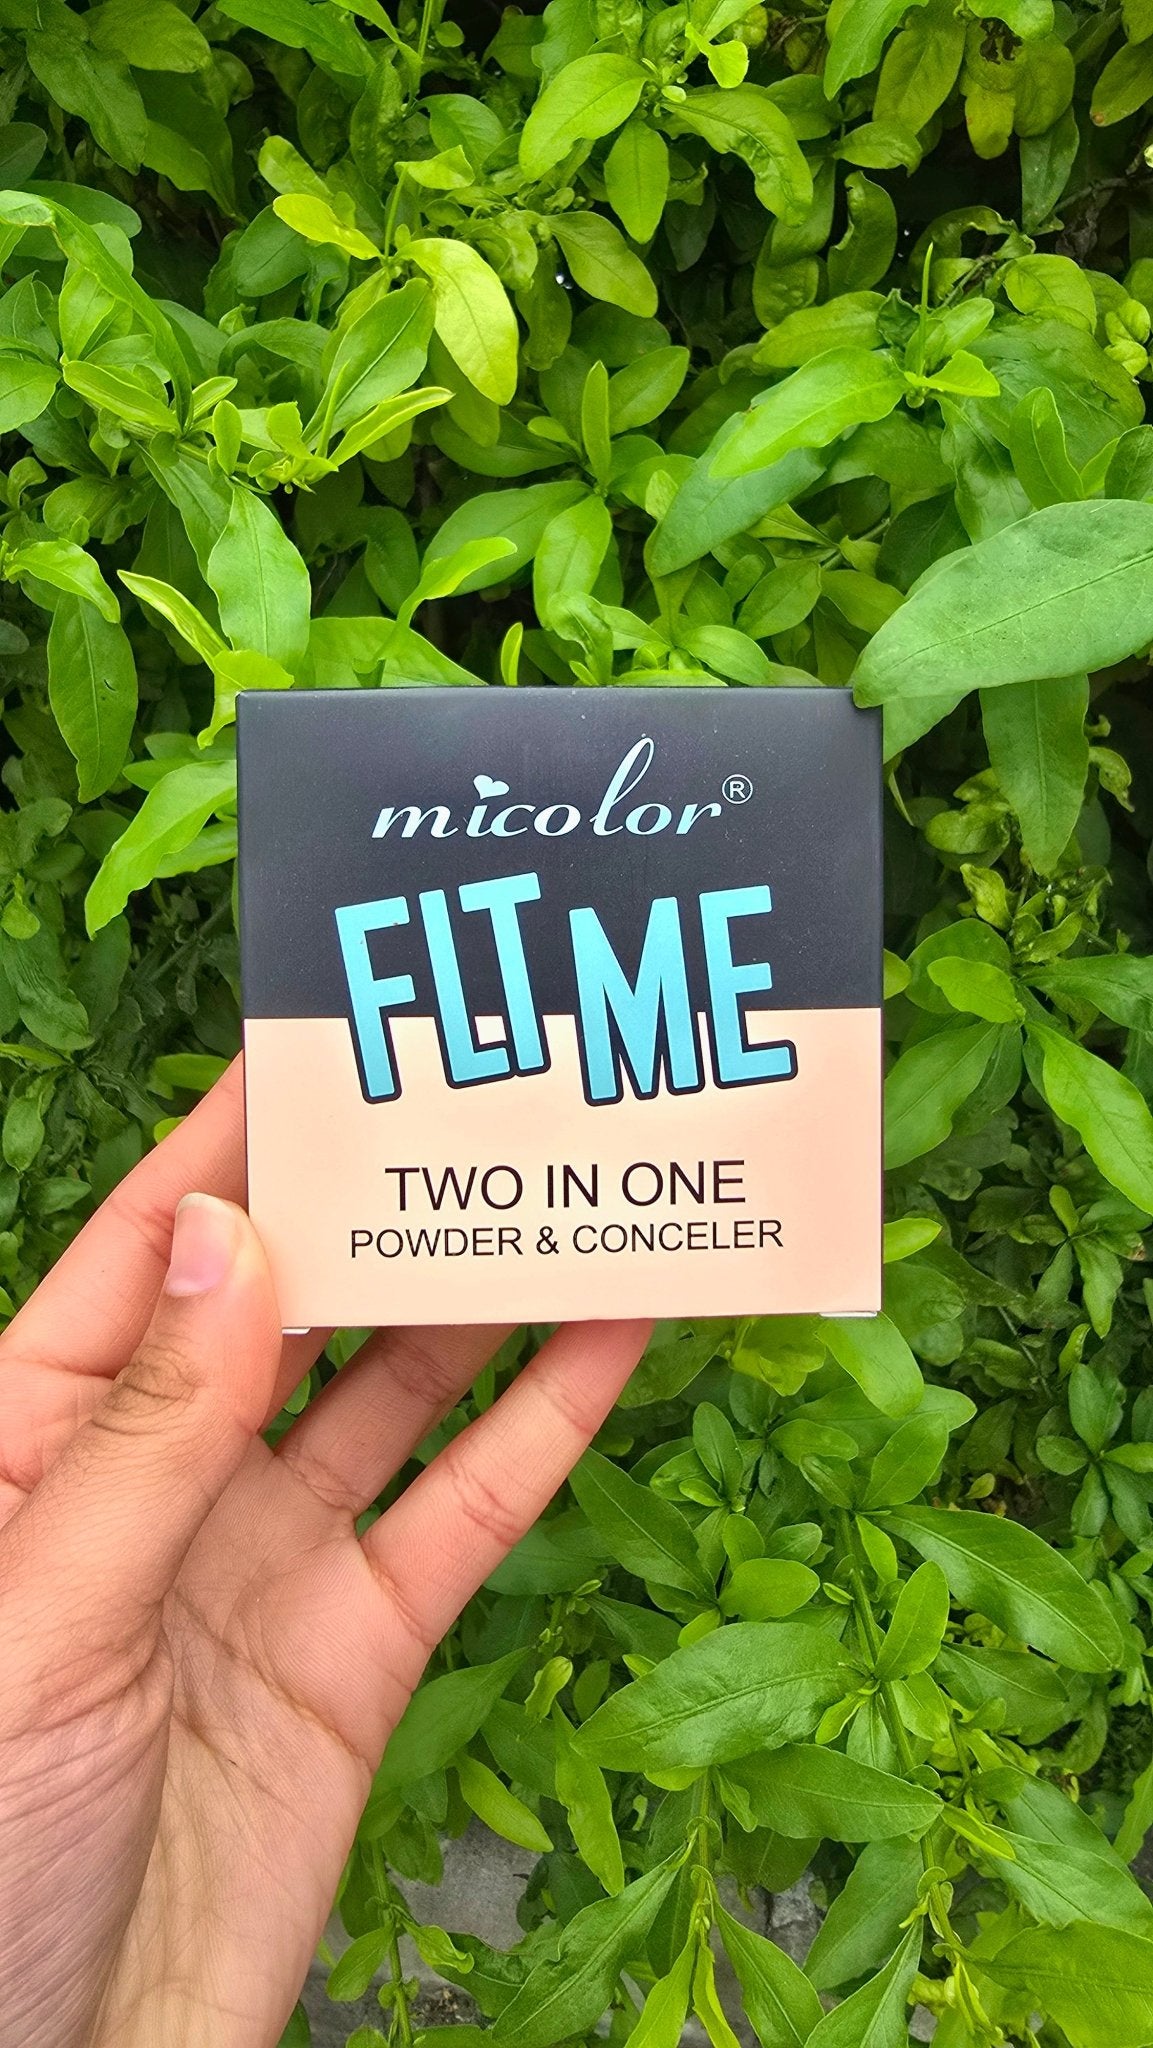 micolor®
FLT ME
TWO IN ONE
POWDER & CONCELER